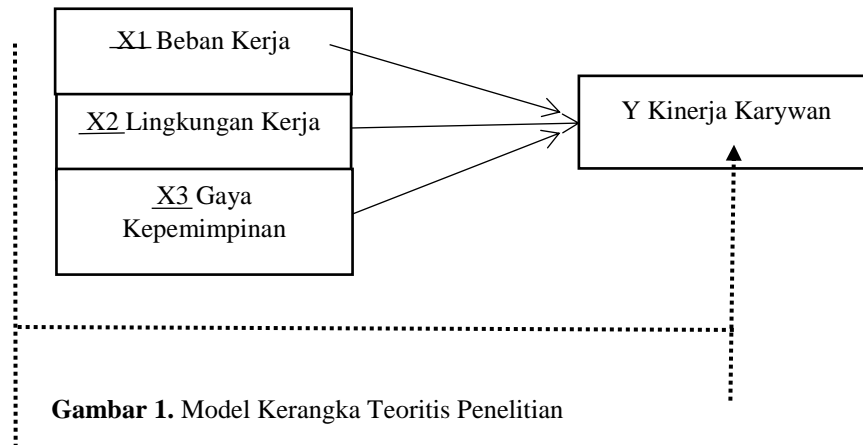 X1 Beban Kerja
X2 Lingkungan Kerja
X3 Gaya
Kepemimpinan
Y Kinerja Karywan
Gambar 1. Model Kerangka Teoritis Penelitian